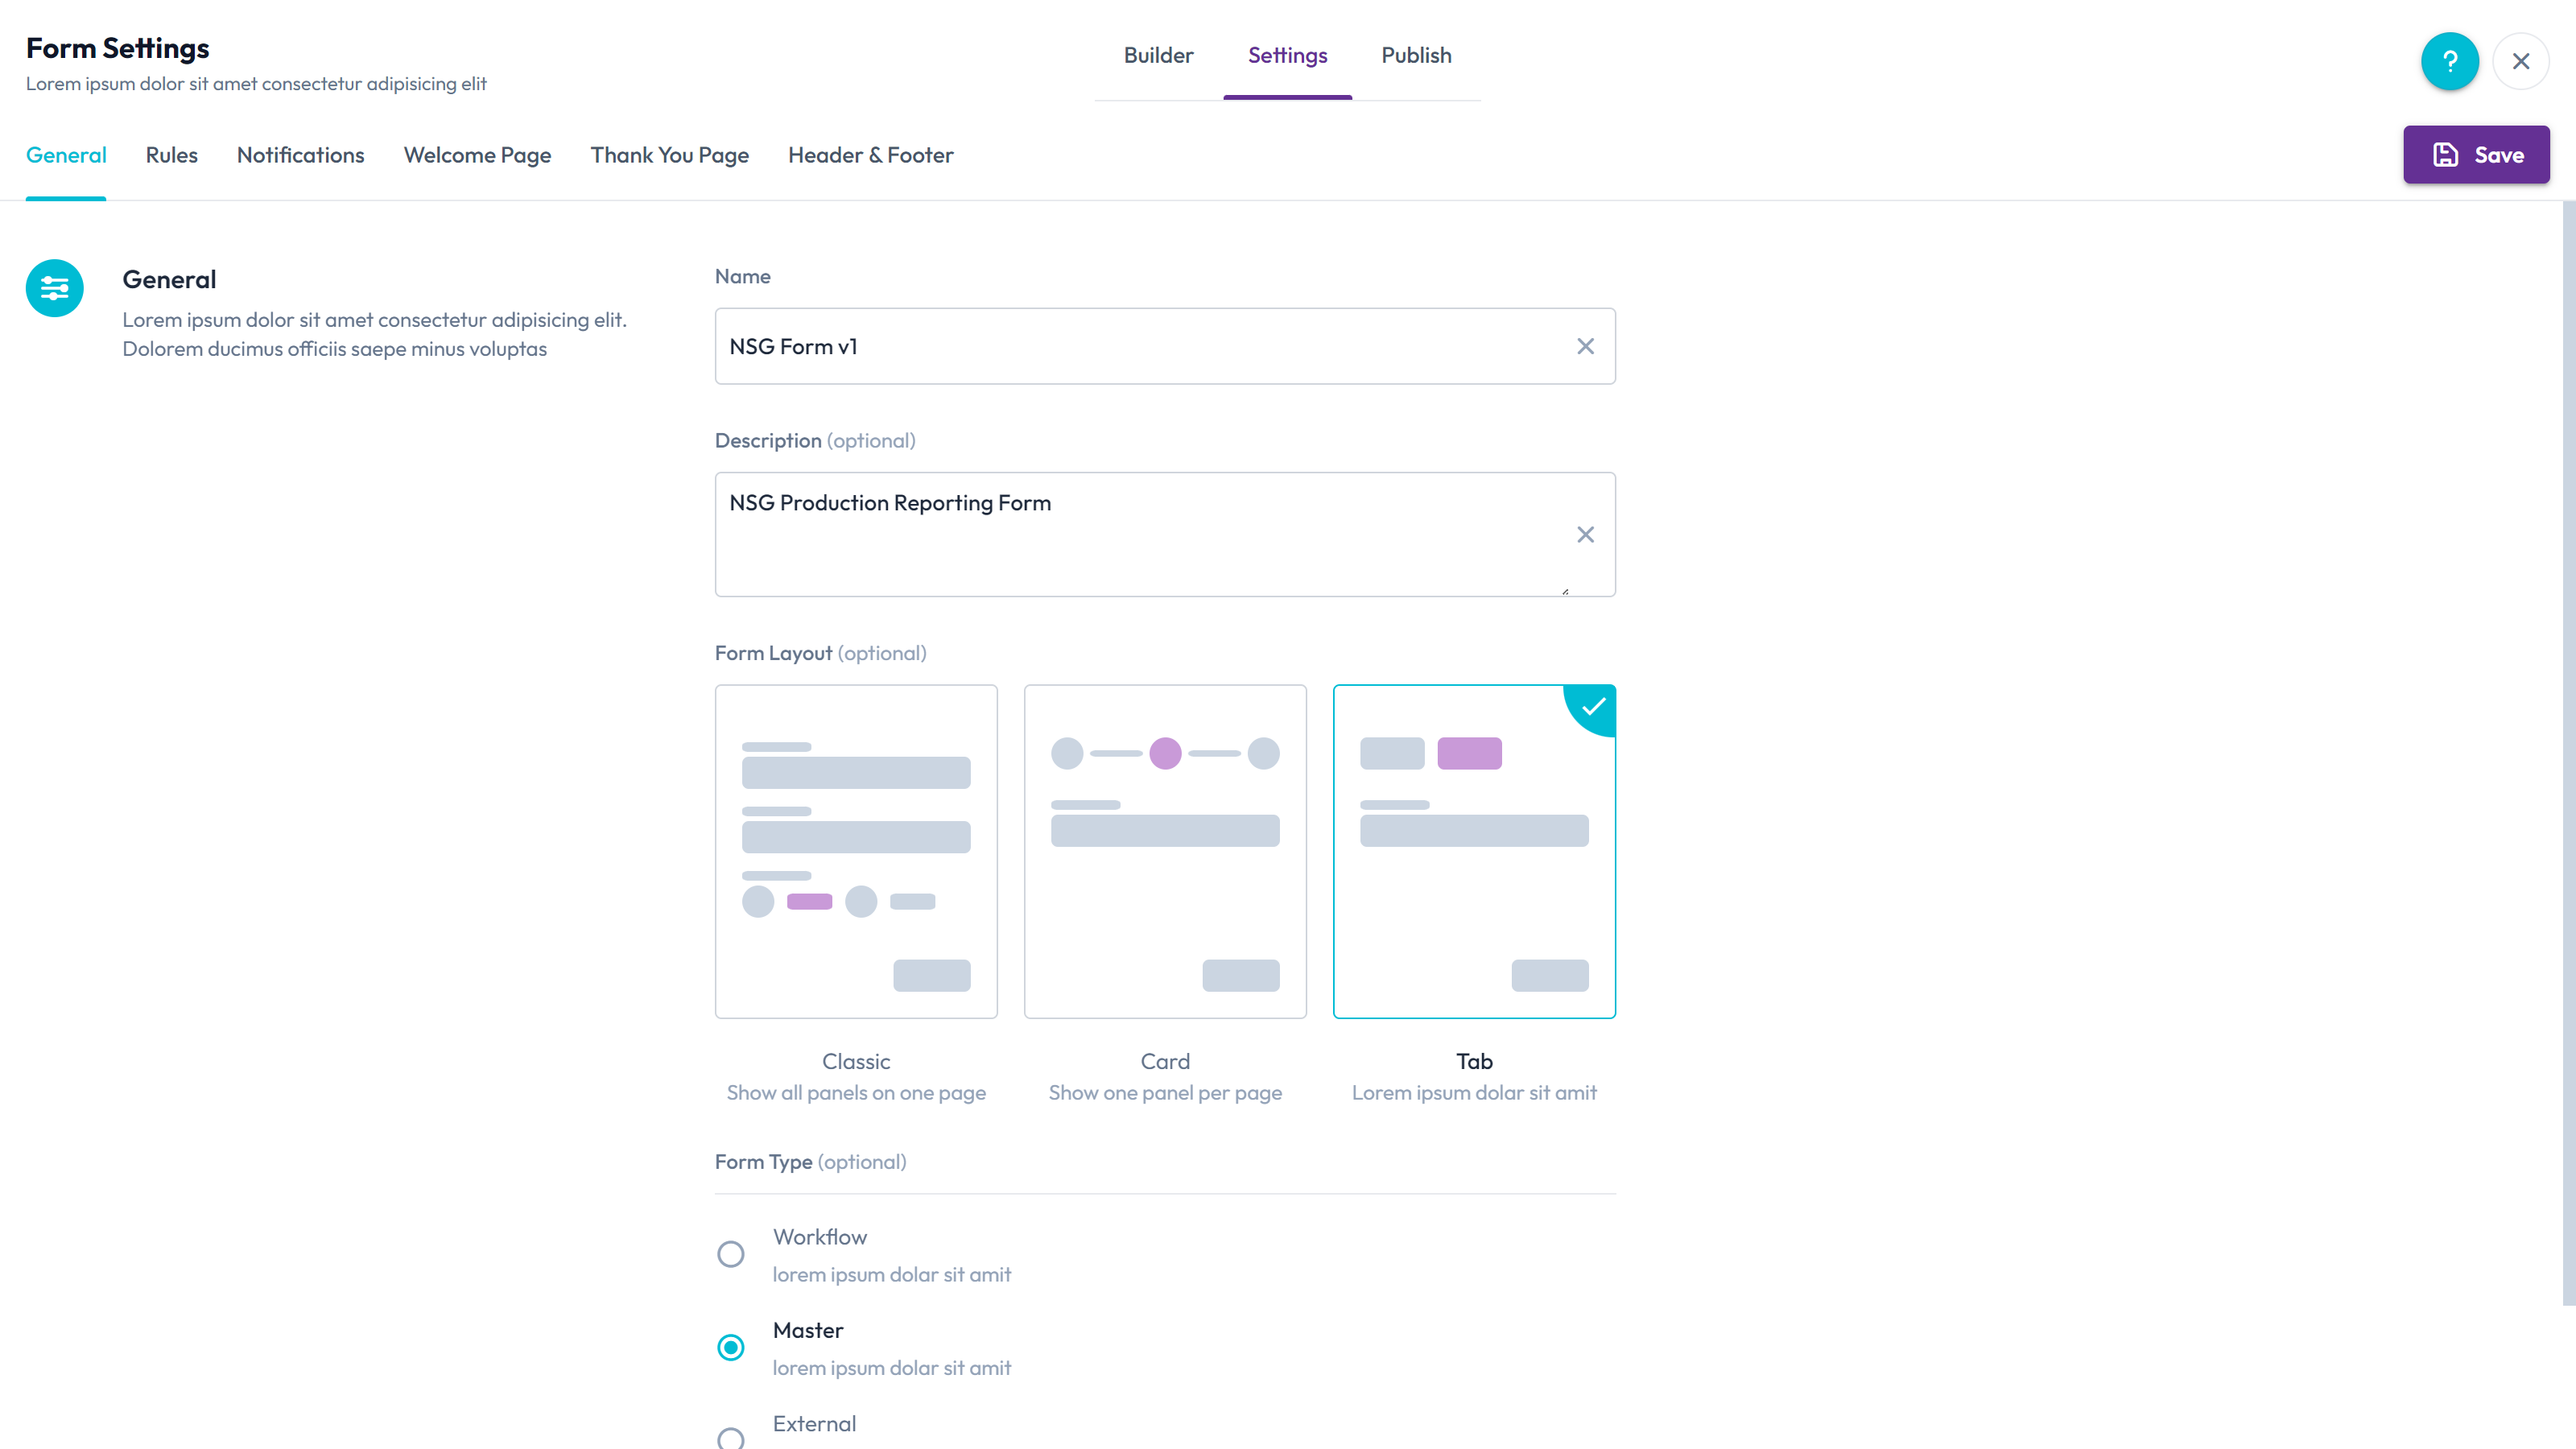 Form Settings
Lorem ipsum dolor sit amet consectetur adipisicing elit
Builder
Settings
Publish
?
General
Rules
Notifications
Welcome Page
Thank You Page
Header & Footer
Save
General
Lorem ipsum dolor sit amet consectetur adipisicing elit.
Dolorem ducimus officiis saepe minus voluptas
Name
NSG Form v1
Description (optional)
NSG Production Reporting Form
Form Layout (optional)
Classic
Show all panels on one page
Card
Show one panel per page
Tab
Lorem ipsum dolar sit amit
Form Type (optional)
Workflow
lorem ipsum dolar sit amit
Master
lorem ipsum dolar sit amit
External